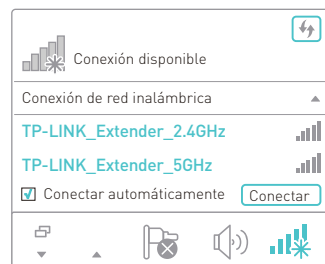 Conexión disponible
Conexión de red inalámbrica
TP-LINK_Extender_2.4GHz
TP-LINK_Extender_5GHz
Conectar automáticamente Conectar